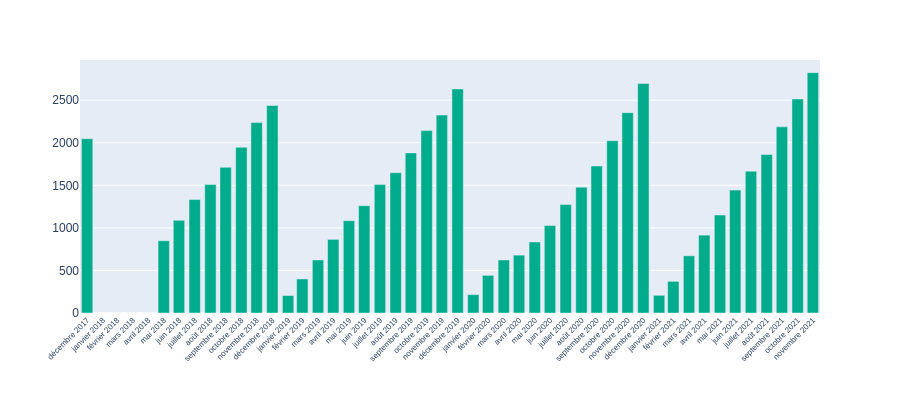 2500
2000
1500
1000
500
0
décembre 2017
janvier 2018
février 2018
mars 2018
avril 2018
mai 2018
juin 2018
juillet 2018
août 2018
septembre 2018
octobre 2018
novembre 2018
décembre 2018
janvier 2019
février 2019
mars 2019
avril 2019
mai 2019
juin 2019
juillet 2019
août 2019
septembre 2019
octobre 2019
novembre 2019
décembre 2019
janvier 2020
février 2020
mars 2020
avril 2020
mai 2020
juin 2020
juillet 2020
août 2020
septembre 2020
octobre 2020
novembre 2020
décembre 2020
janvier 2021
février 2021
mars 2021
avril 2021
mai 2021
juin 2021
juillet 2021
août 2021
septembre 2021
octobre 2021
novembre 2021